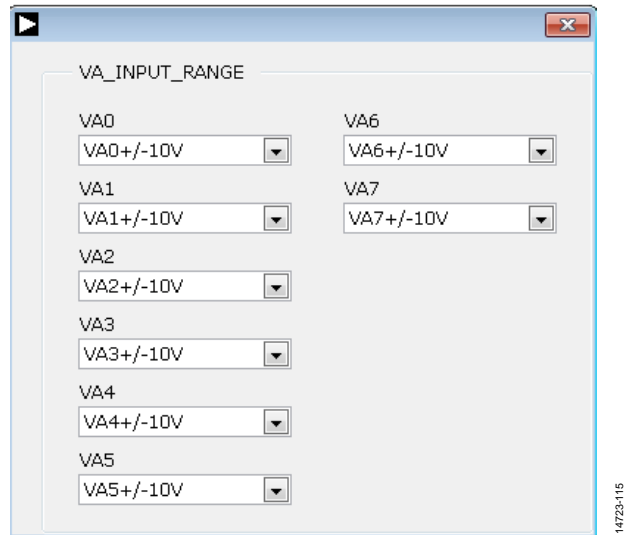 VA_INPUT_RANGE
VA0
VA0+/-10V
VA1
VA1+/-10V
VA2
VA2+/-10V
VA3
VA3+/-10V
VA4
VA4+/-10V
VA5
VA5+/-10V
VA6
VA6+/-10V
VA7
VA7+/-10V
14723-115